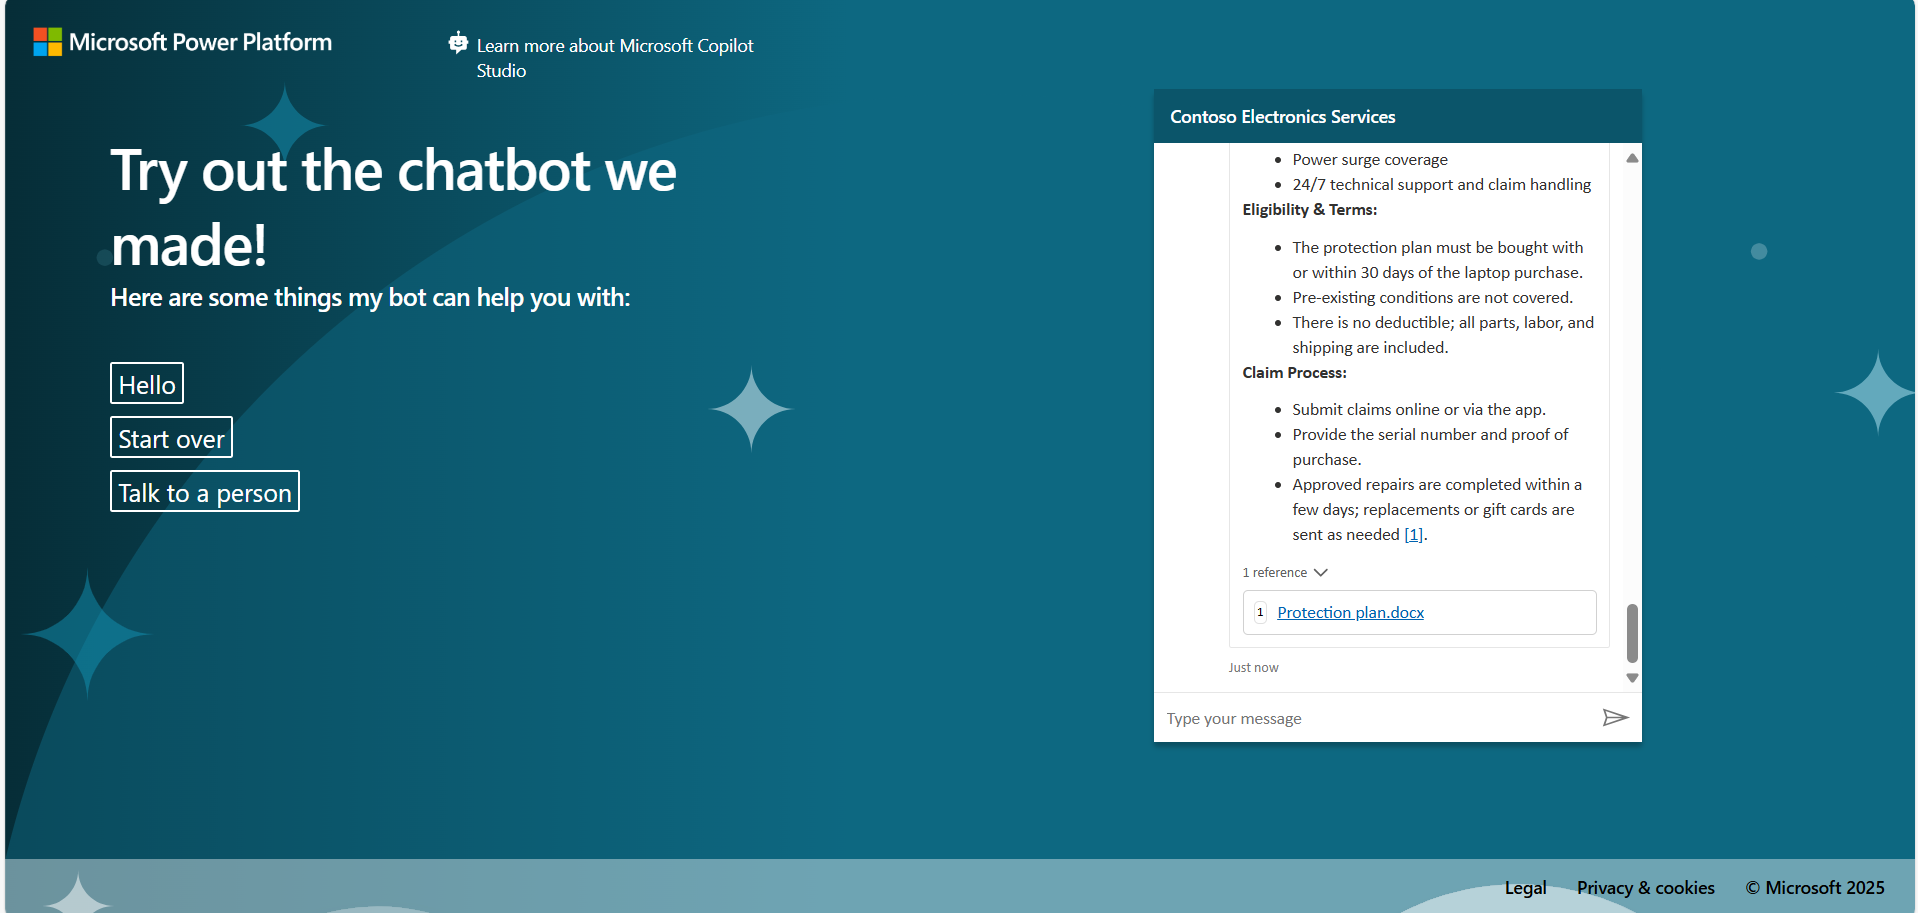 Microsoft Power Platform
Learn more about Microsoft Copilot
Studio
Try out the chatbot we
made!
Here are some things my bot can help you with:
Hello
Start over
Talk to a person
Contoso Electronics Services
• Power surge coverage
• 24/7 technical support and claim handling
Eligibility & Terms:
• The protection plan must be bought with
or within 30 days of the laptop purchase.
• Pre-existing conditions are not covered.
• There is no deductible; all parts, labor, and
shipping are included.
Claim Process:
• Submit claims online or via the app.
• Provide the serial number and proof of
purchase.
• Approved repairs are completed within a
few days; replacements or gift cards are
sent as needed [1].
1 reference
1 Protection plan.docx
Just now
Type your message
Legal Privacy & cookies © Microsoft 2025